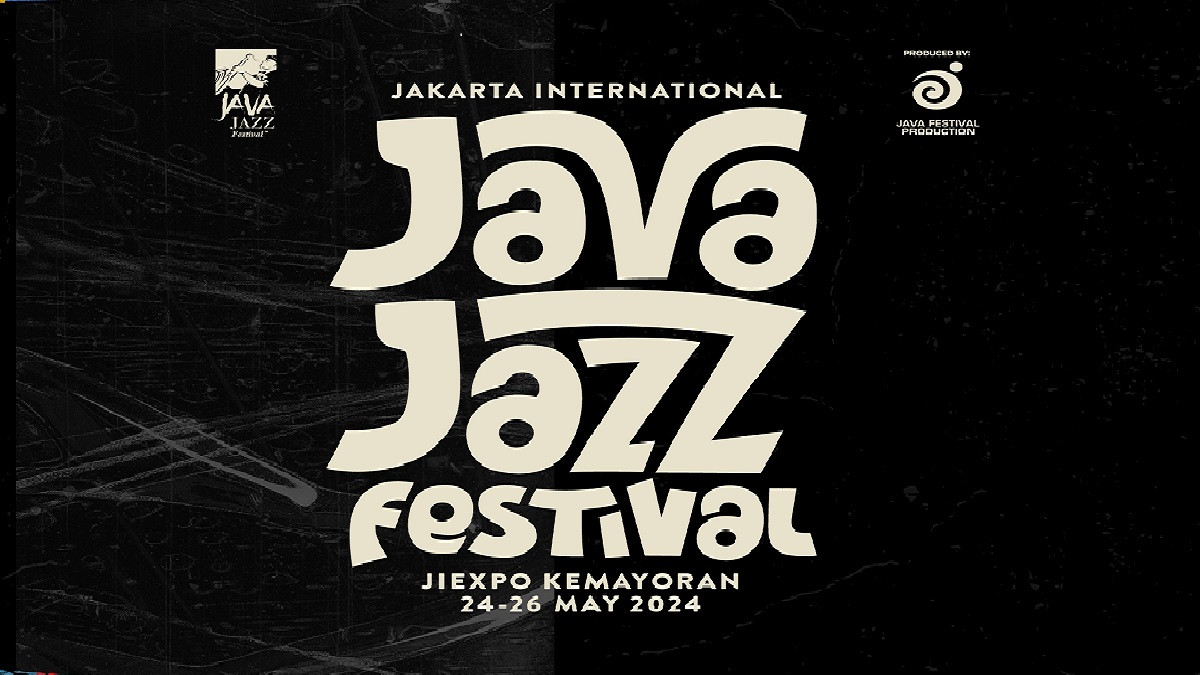 JAVA
JAZZ
Festival
PRODUCED BY:
JAVA FESTIVAL
PRODUCTION
JAKARTA INTERNATIONAL
JaVa
Jazz
FeSTiVaL
JIEXPO KEMAYORAN
24-26 MAY 2024